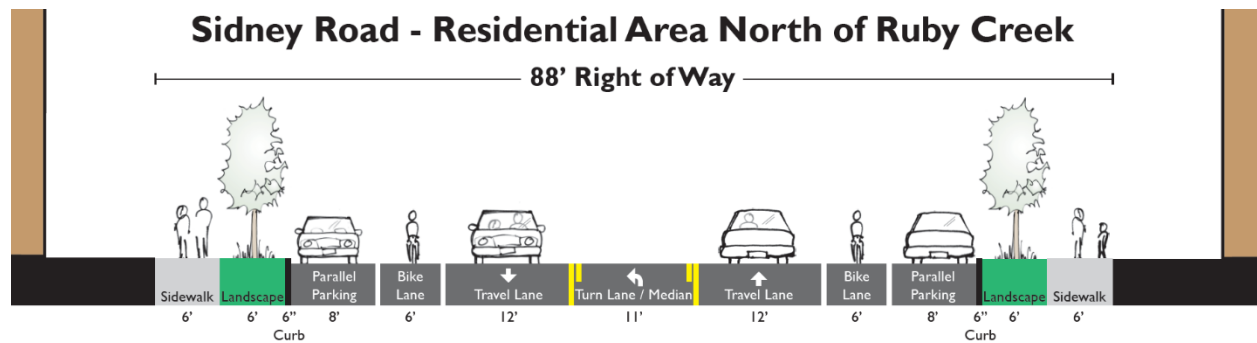 Sidney Road - Residential Area North of Ruby Creek
88’ Right of Way
Sidewalk Landscape Parallel Parking Bike Lane Travel Lane Turn Lane / Median Travel Lane Bike Lane Parallel Parking Landscape Sidewalk
6’ 6’ 6” 8’ 6’ 12’ 11’ 12’ 6’ 8’ 6” 6’ 6’
Curb Curb